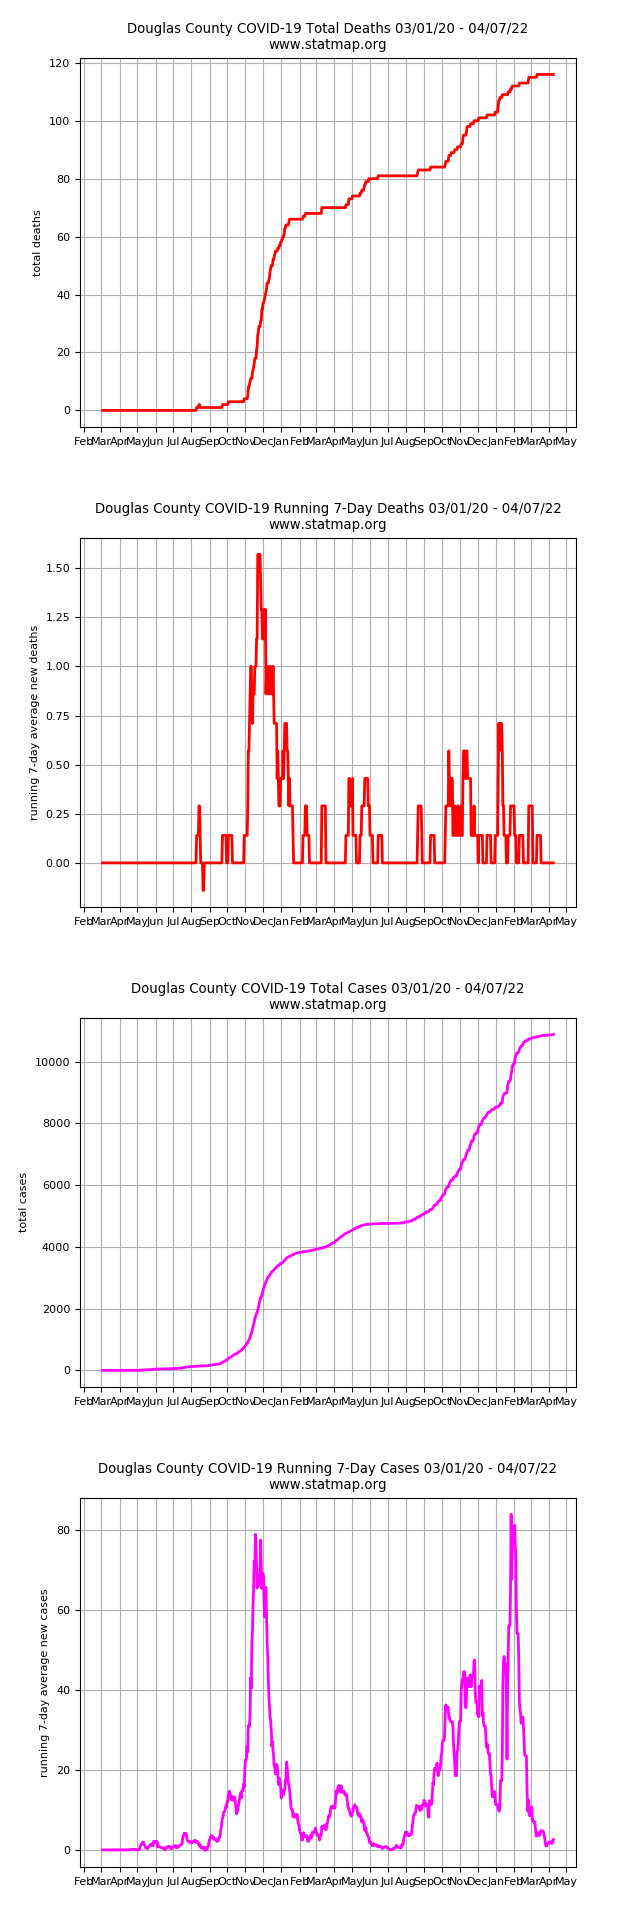 Douglas County COVID-19 Total Deaths 03/01/20 - 04/07/22
www.statmap.org
120
100
80
60
40
20
0
total deaths
Feb Mar Apr May Jun Jul Aug Sep Oct Nov Dec Jan Feb Mar Apr May Jun Jul Aug Sep Oct Nov Dec Jan Feb Mar Apr May
Douglas County COVID-19 Running 7-Day Deaths 03/01/20 - 04/07/22
www.statmap.org
1.50
1.25
1.00
0.75
0.50
0.25
0.00
running 7-day average new deaths
Feb Mar Apr May Jun Jul Aug Sep Oct Nov Dec Jan Feb Mar Apr May Jun Jul Aug Sep Oct Nov Dec Jan Feb Mar Apr May
Douglas County COVID-19 Total Cases 03/01/20 - 04/07/22
www.statmap.org
10000
8000
6000
4000
2000
0
total cases
Feb Mar Apr May Jun Jul Aug Sep Oct Nov Dec Jan Feb Mar Apr May Jun Jul Aug Sep Oct Nov Dec Jan Feb Mar Apr May
Douglas County COVID-19 Running 7-Day Cases 03/01/20 - 04/07/22
www.statmap.org
80
60
40
20
0
running 7-day average new cases
Feb Mar Apr May Jun Jul Aug Sep Oct Nov Dec Jan Feb Mar Apr May Jun Jul Aug Sep Oct Nov Dec Jan Feb Mar Apr May